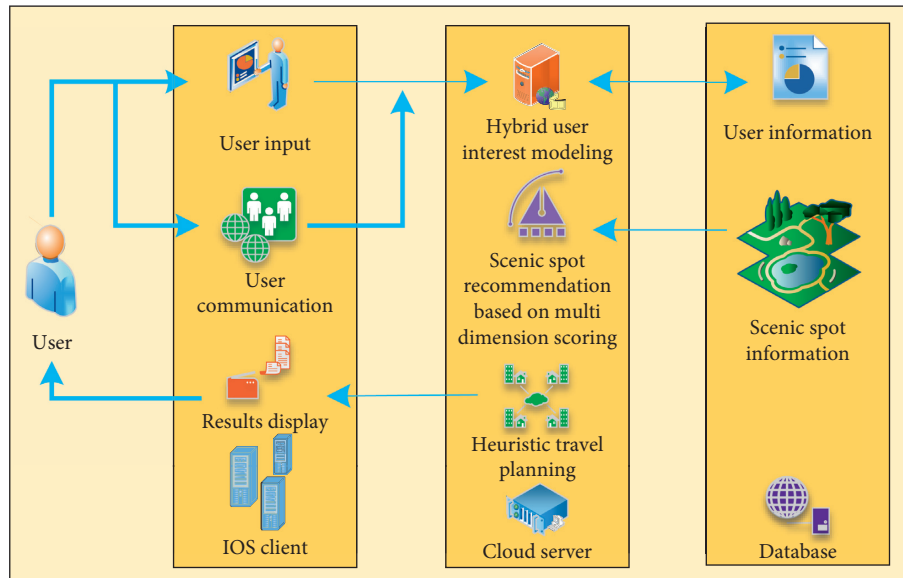 User
User input
User
communication
Results display
IOS client
Hybrid user
interest modeling
Scenic spot
recommendation
based on multi
dimension scoring
Heuristic travel
planning
Cloud server
User information
Scenic spot
information
Database